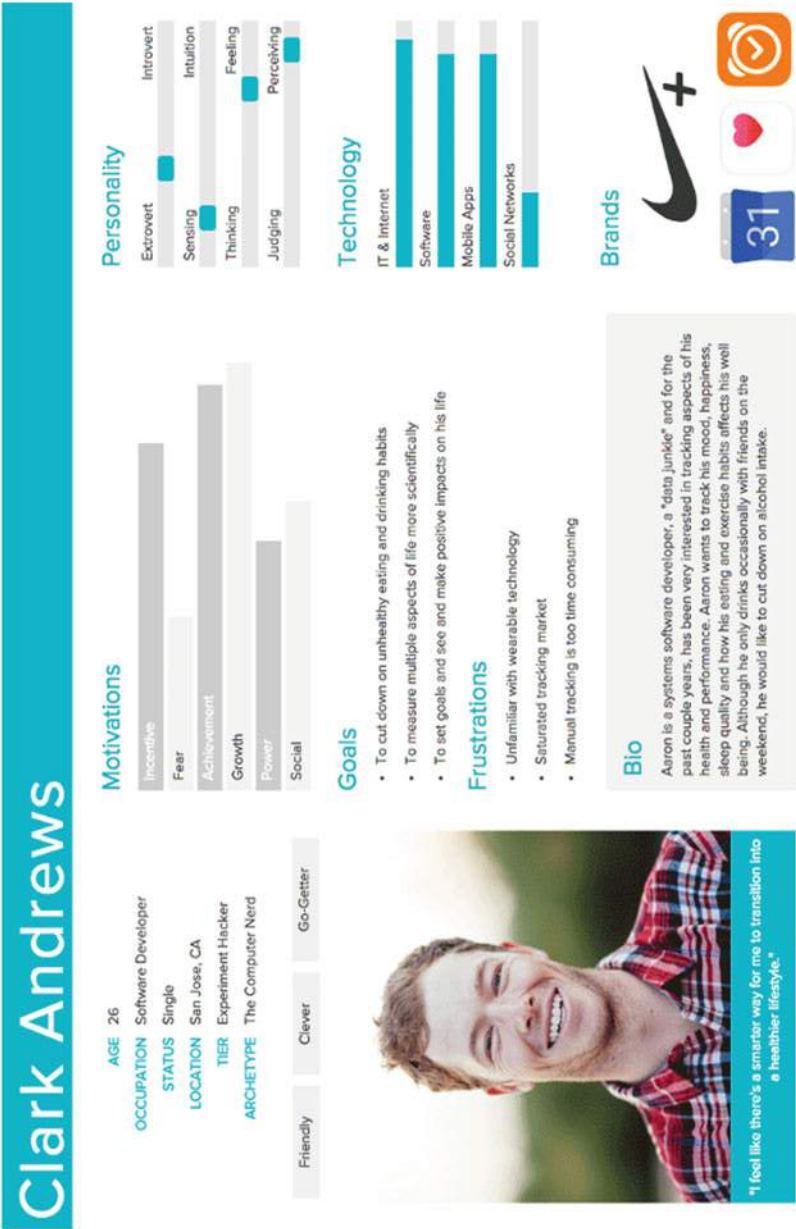 Clark Andrews
AGE 26
OCCUPATION Software Developer
STATUS Single
LOCATION San Jose, CA
TIER Experiment Hacker
ARCHETYPE The Computer Nerd
Friendly
Clever
Go-Getter
"I feel like there's a smarter way for me to transition into
a healthier lifestyle."
Motivations
Incentive
Fear
Achievement
Growth
Power
Social
Goals
• To cut down on unhealthy eating and drinking habits
• To measure multiple aspects of life more scientifically
• To set goals and see and make positive impacts on his life
Frustrations
• Unfamiliar with wearable technology
• Saturated tracking market
• Manual tracking is too time consuming
Bio
Aaron is a systems software developer, a "data junkie" and for the
past couple years, has been very interested in tracking aspects of his
health and performance. Aaron wants to track his mood, happiness,
sleep quality and how his eating and exercise habits affects his well
being. Although he only drinks occasionally with friends on the
weekend, he would like to cut down on alcohol intake.
Personality
Extrovert Introvert
Sensing Intuition
Thinking Feeling
Judging Perceiving
Technology
IT & Internet
Software
Mobile Apps
Social Networks
Brands
+
31